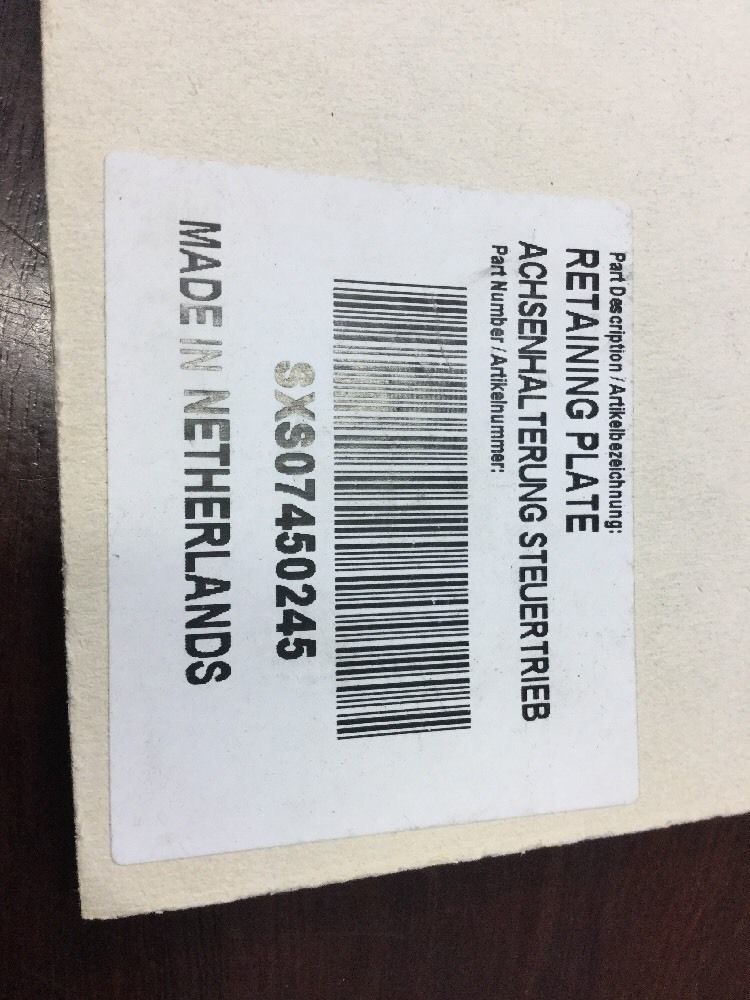 Part Description / Artikelbezeichnung:
RETAINING PLATE
ACHSENHALTERUNG STEUERTRIEB
Part Number / Artikelnummer:
SXS07450245
MADE IN NETHERLANDS